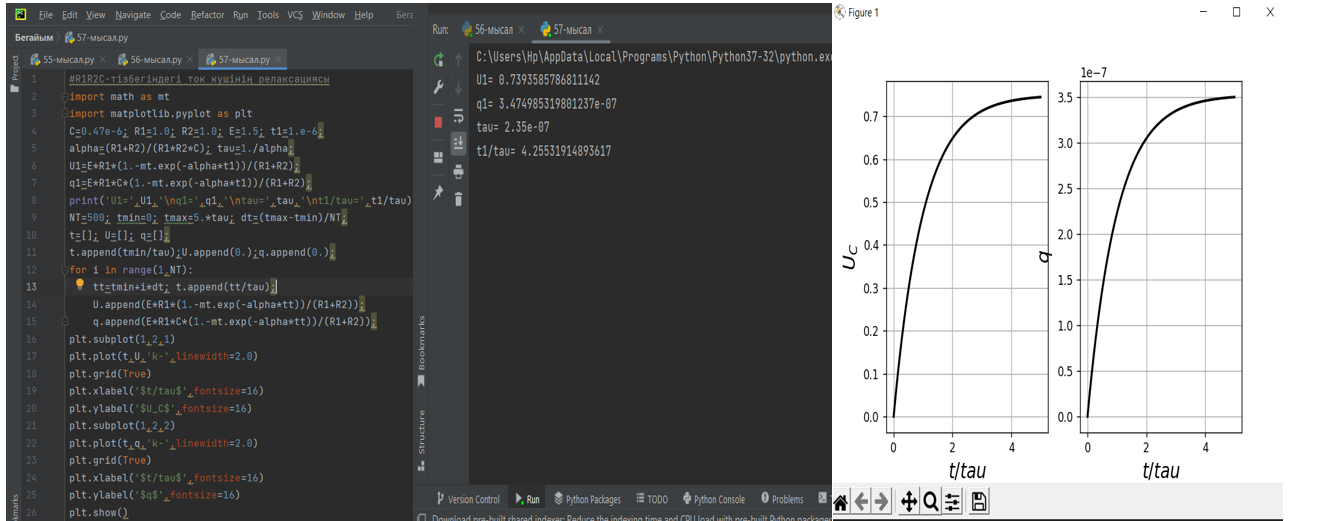 File Edit View Navigate Code Refactor Run Tools VCS Window Help Бега
Бегайым 57-мысал.py
55-мысал.py 56-мысал.py 57-мысал.py
Project
1 #R1R2C-тізбегіндегі ток күшінің релаксациясы
2 import math as mt
3 import matplotlib.pyplot as plt
4 C=0.47e-6; R1=1.0; R2=1.0; E=1.5; t1=1.e-6;
5 alpha=(R1+R2)/(R1*R2*C); tau=1./alpha;
6 U1=E*R1*(1.-mt.exp(-alpha*t1))/(R1+R2);
7 q1=E*R1*C*(1.-mt.exp(-alpha*t1))/(R1+R2);
8 print('U1=',U1,'\nq1=',q1,'\ntau=',tau,'\nt1/tau=',t1/tau)
9 NT=500; tmin=0; tmax=5.*tau; dt=(tmax-tmin)/NT;
10 t=[]; U=[]; q=[];
11 t.append(tmin/tau);U.append(0.);q.append(0.);
12 for i in range(1,NT):
13 tt=tmin+i*dt; t.append(tt/tau);
14 U.append(E*R1*(1.-mt.exp(-alpha*tt))/(R1+R2));
15 q.append(E*R1*C*(1.-mt.exp(-alpha*tt))/(R1+R2));
16 plt.subplot(1,2,1)
17 plt.plot(t,U,'k-',linewidth=2.0)
18 plt.grid(True)
19 plt.xlabel('$t/tau$',fontsize=16)
20 plt.ylabel('$U_C$',fontsize=16)
21 plt.subplot(1,2,2)
22 plt.plot(t,q,'k-',linewidth=2.0)
23 plt.grid(True)
24 plt.xlabel('$t/tau$',fontsize=16)
25 plt.ylabel('$q$',fontsize=16)
26 plt.show()
Run: 56-мысал 57-мысал
C:\Users\Hp\AppData\Local\Programs\Python\Python37-32\python.exe
U1= 0.7393585786811142
q1= 3.474985319801237e-07
tau= 2.35e-07
t1/tau= 4.25531914893617
Bookmarks
Structure
Version Control Run Python Packages TODO Python Console Problems
Download pre-built shared indexes: Reduce the indexing time and CPU load with pre-built Python packages
Figure 1
0.7
0.6
0.5
0.4
0.3
0.2
0.1
0.0
U_C
0 2 4
t/tau
1e-7
3.5
3.0
2.5
2.0
1.5
1.0
0.5
0.0
q
0 2 4
t/tau